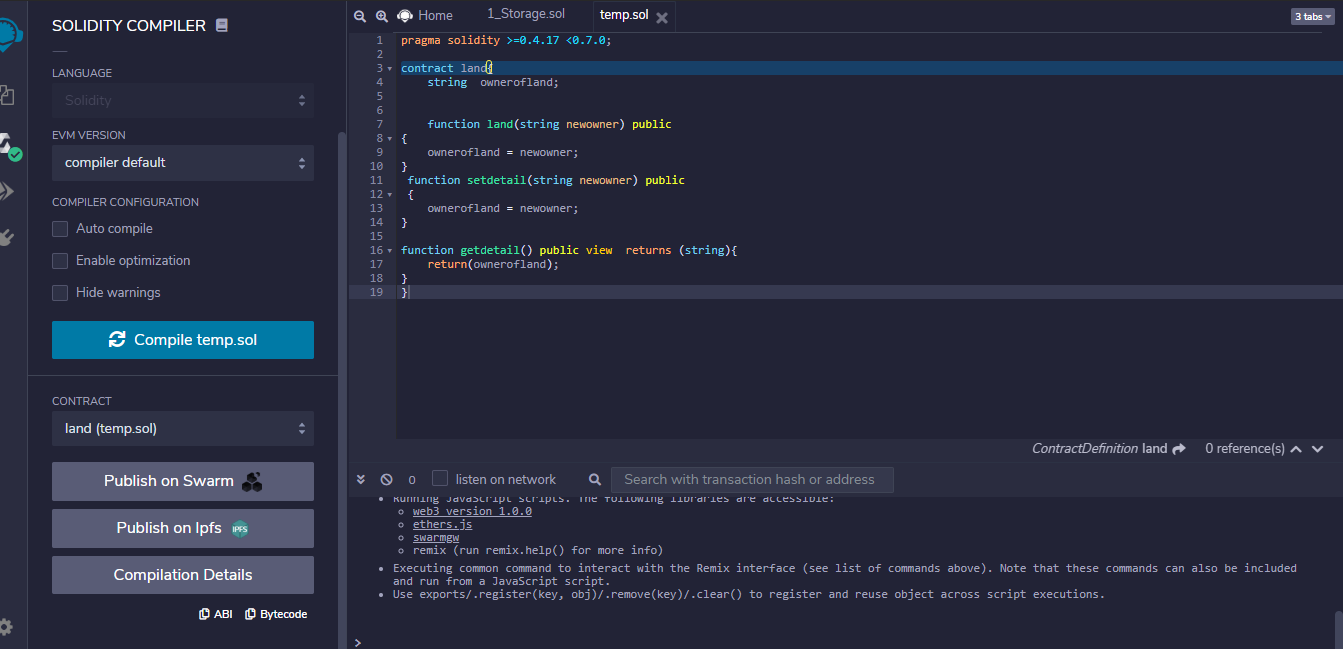 SOLIDITY COMPILER
LANGUAGE
Solidity
EVM VERSION
compiler default
COMPILER CONFIGURATION
Auto compile
Enable optimization
Hide warnings
Compile temp.sol
CONTRACT
land (temp.sol)
Publish on Swarm
Publish on Ipfs IPFS
Compilation Details
ABI Bytecode
Home 1_Storage.sol temp.sol 3 tabs
1 pragma solidity >=0.4.17 <0.7.0;
2
3 contract land{
4 string ownerofland;
5
6
7 function land(string newowner) public
8 {
9 ownerofland = newowner;
10 }
11 function setdetail(string newowner) public
12 {
13 ownerofland = newowner;
14 }
15
16 function getdetail() public view returns (string){
17 return(ownerofland);
18 }
19 }
ContractDefinition land 0 reference(s)
0 listen on network Search with transaction hash or address
Running JavaScript scripts. The following libraries are accessible:
web3 version 1.0.0
ethers.js
swarmgw
remix (run remix.help() for more info)
Executing common command to interact with the Remix interface (see list of commands above). Note that these commands can also be included
and run from a JavaScript script.
Use exports/.register(key, obj)/.remove(key)/.clear() to register and reuse object across script executions.
>